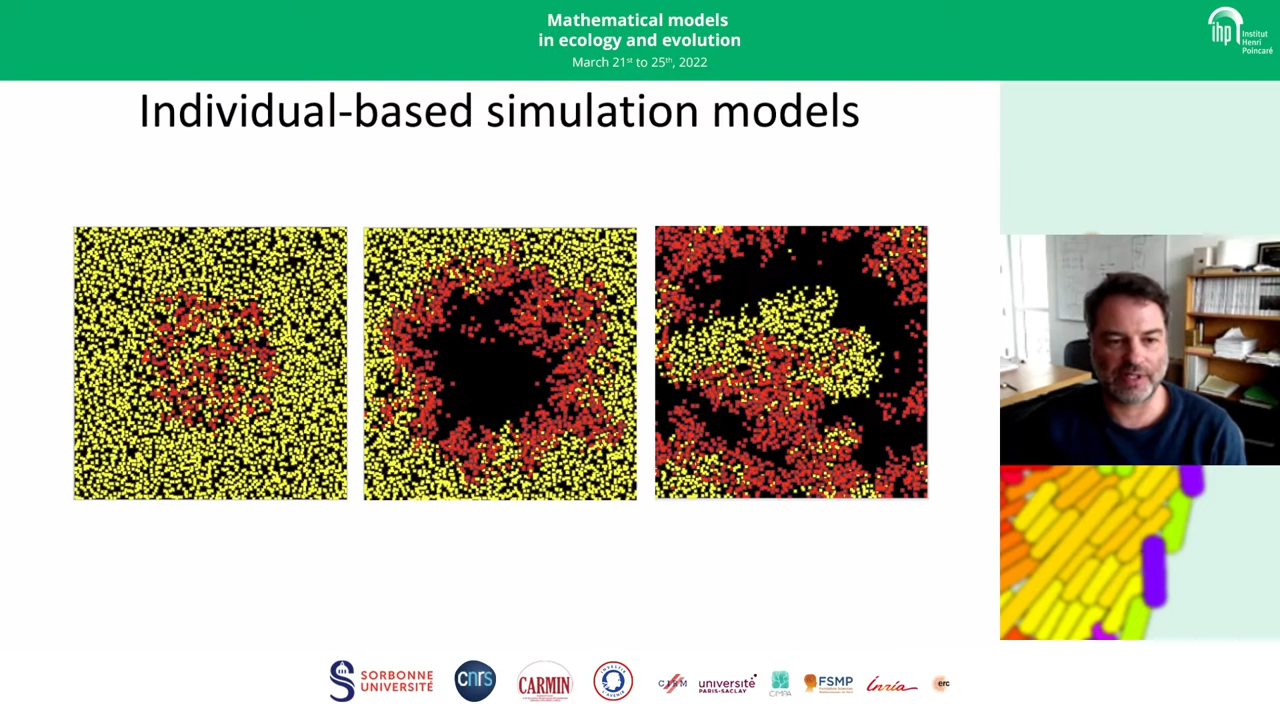 Mathematical models
in ecology and evolution
March 21st to 25th, 2022
ihp
Institut
Henri
Poincaré
Individual-based simulation models
SORBONNE
UNIVERSITÉ
cnrs
CARMIN
CIRM
université
PARIS-SACLAY
CIMPA
FSMP
Inria
erc